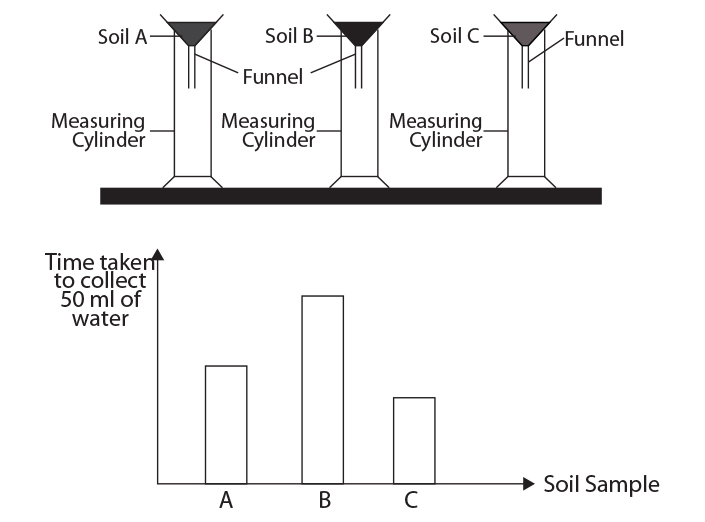 Soil A
Soil B
Soil C
Funnel
Funnel
Measuring
Cylinder
Measuring
Cylinder
Measuring
Cylinder
Time taken
to collect
50 ml of
water
A
B
C
Soil Sample